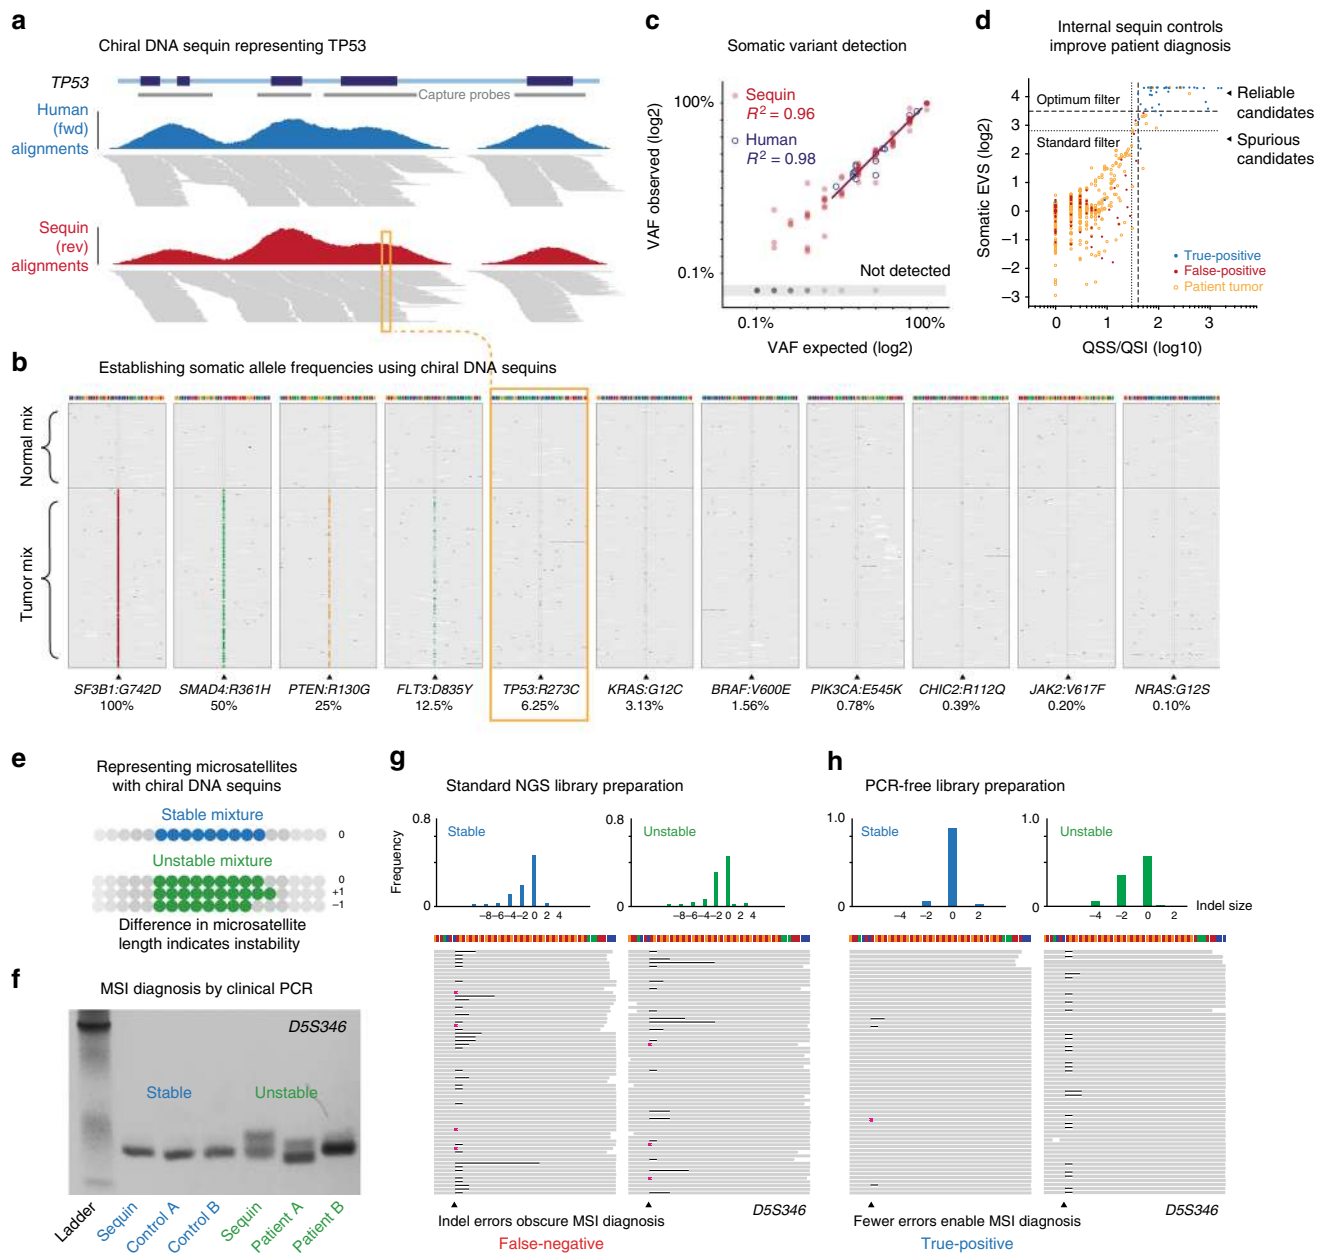 a
Chiral DNA sequin representing TP53
TP53
Capture probes
Human
(fwd)
alignments
Sequin
(rev)
alignments
c
Somatic variant detection
100%
Sequin
R² = 0.96
Human
R² = 0.98
VAF observed (log2)
0.1%
Not detected
0.1%
100%
VAF expected (log2)
d
Internal sequin controls
improve patient diagnosis
4
3
2
1
0
−1
−2
−3
Somatic EVS (log2)
Optimum filter
Standard filter
Reliable
candidates
Spurious
candidates
True-positive
False-positive
Patient tumor
0 1 2 3
QSS/QSI (log10)
b
Establishing somatic allele frequencies using chiral DNA sequins
Normal mix
Tumor mix
SF3B1:G742D SMAD4:R361H PTEN:R130G FLT3:D835Y TP53:R273C KRAS:G12C BRAF:V600E PIK3CA:E545K CHIC2:R112Q JAK2:V617F NRAS:G12S
100% 50% 25% 12.5% 6.25% 3.13% 1.56% 0.78% 0.39% 0.20% 0.10%
e
Representing microsatellites
with chiral DNA sequins
Stable mixture
0
Unstable mixture
0
+1
−1
Difference in microsatellite
length indicates instability
f
MSI diagnosis by clinical PCR
D5S346
Stable
Unstable
Ladder
Sequin
Control A
Control B
Sequin
Patient A
Patient B
g
Standard NGS library preparation
0.8
Stable
Frequency
0
−8−6−4−2 0 2 4
0.8
Unstable
0
−8−6−4−2 0 2 4
D5S346
Indel errors obscure MSI diagnosis
False-negative
h
PCR-free library preparation
1.0
Stable
0
−4 −2 0 2
1.0
Unstable
0
−4 −2 0 2
Indel size
D5S346
Fewer errors enable MSI diagnosis
True-positive